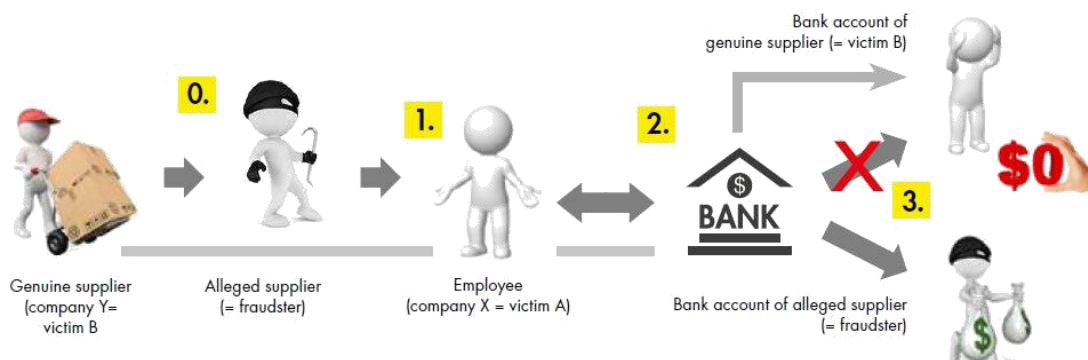 Bank account of
genuine supplier (= victim B)
0.
1.
2.
$
BANK
X
$0
3.
$
Genuine supplier
(company Y=
victim B
Alleged supplier
(= fraudster)
Employee
(company X = victim A)
Bank account of alleged supplier
(= fraudster)